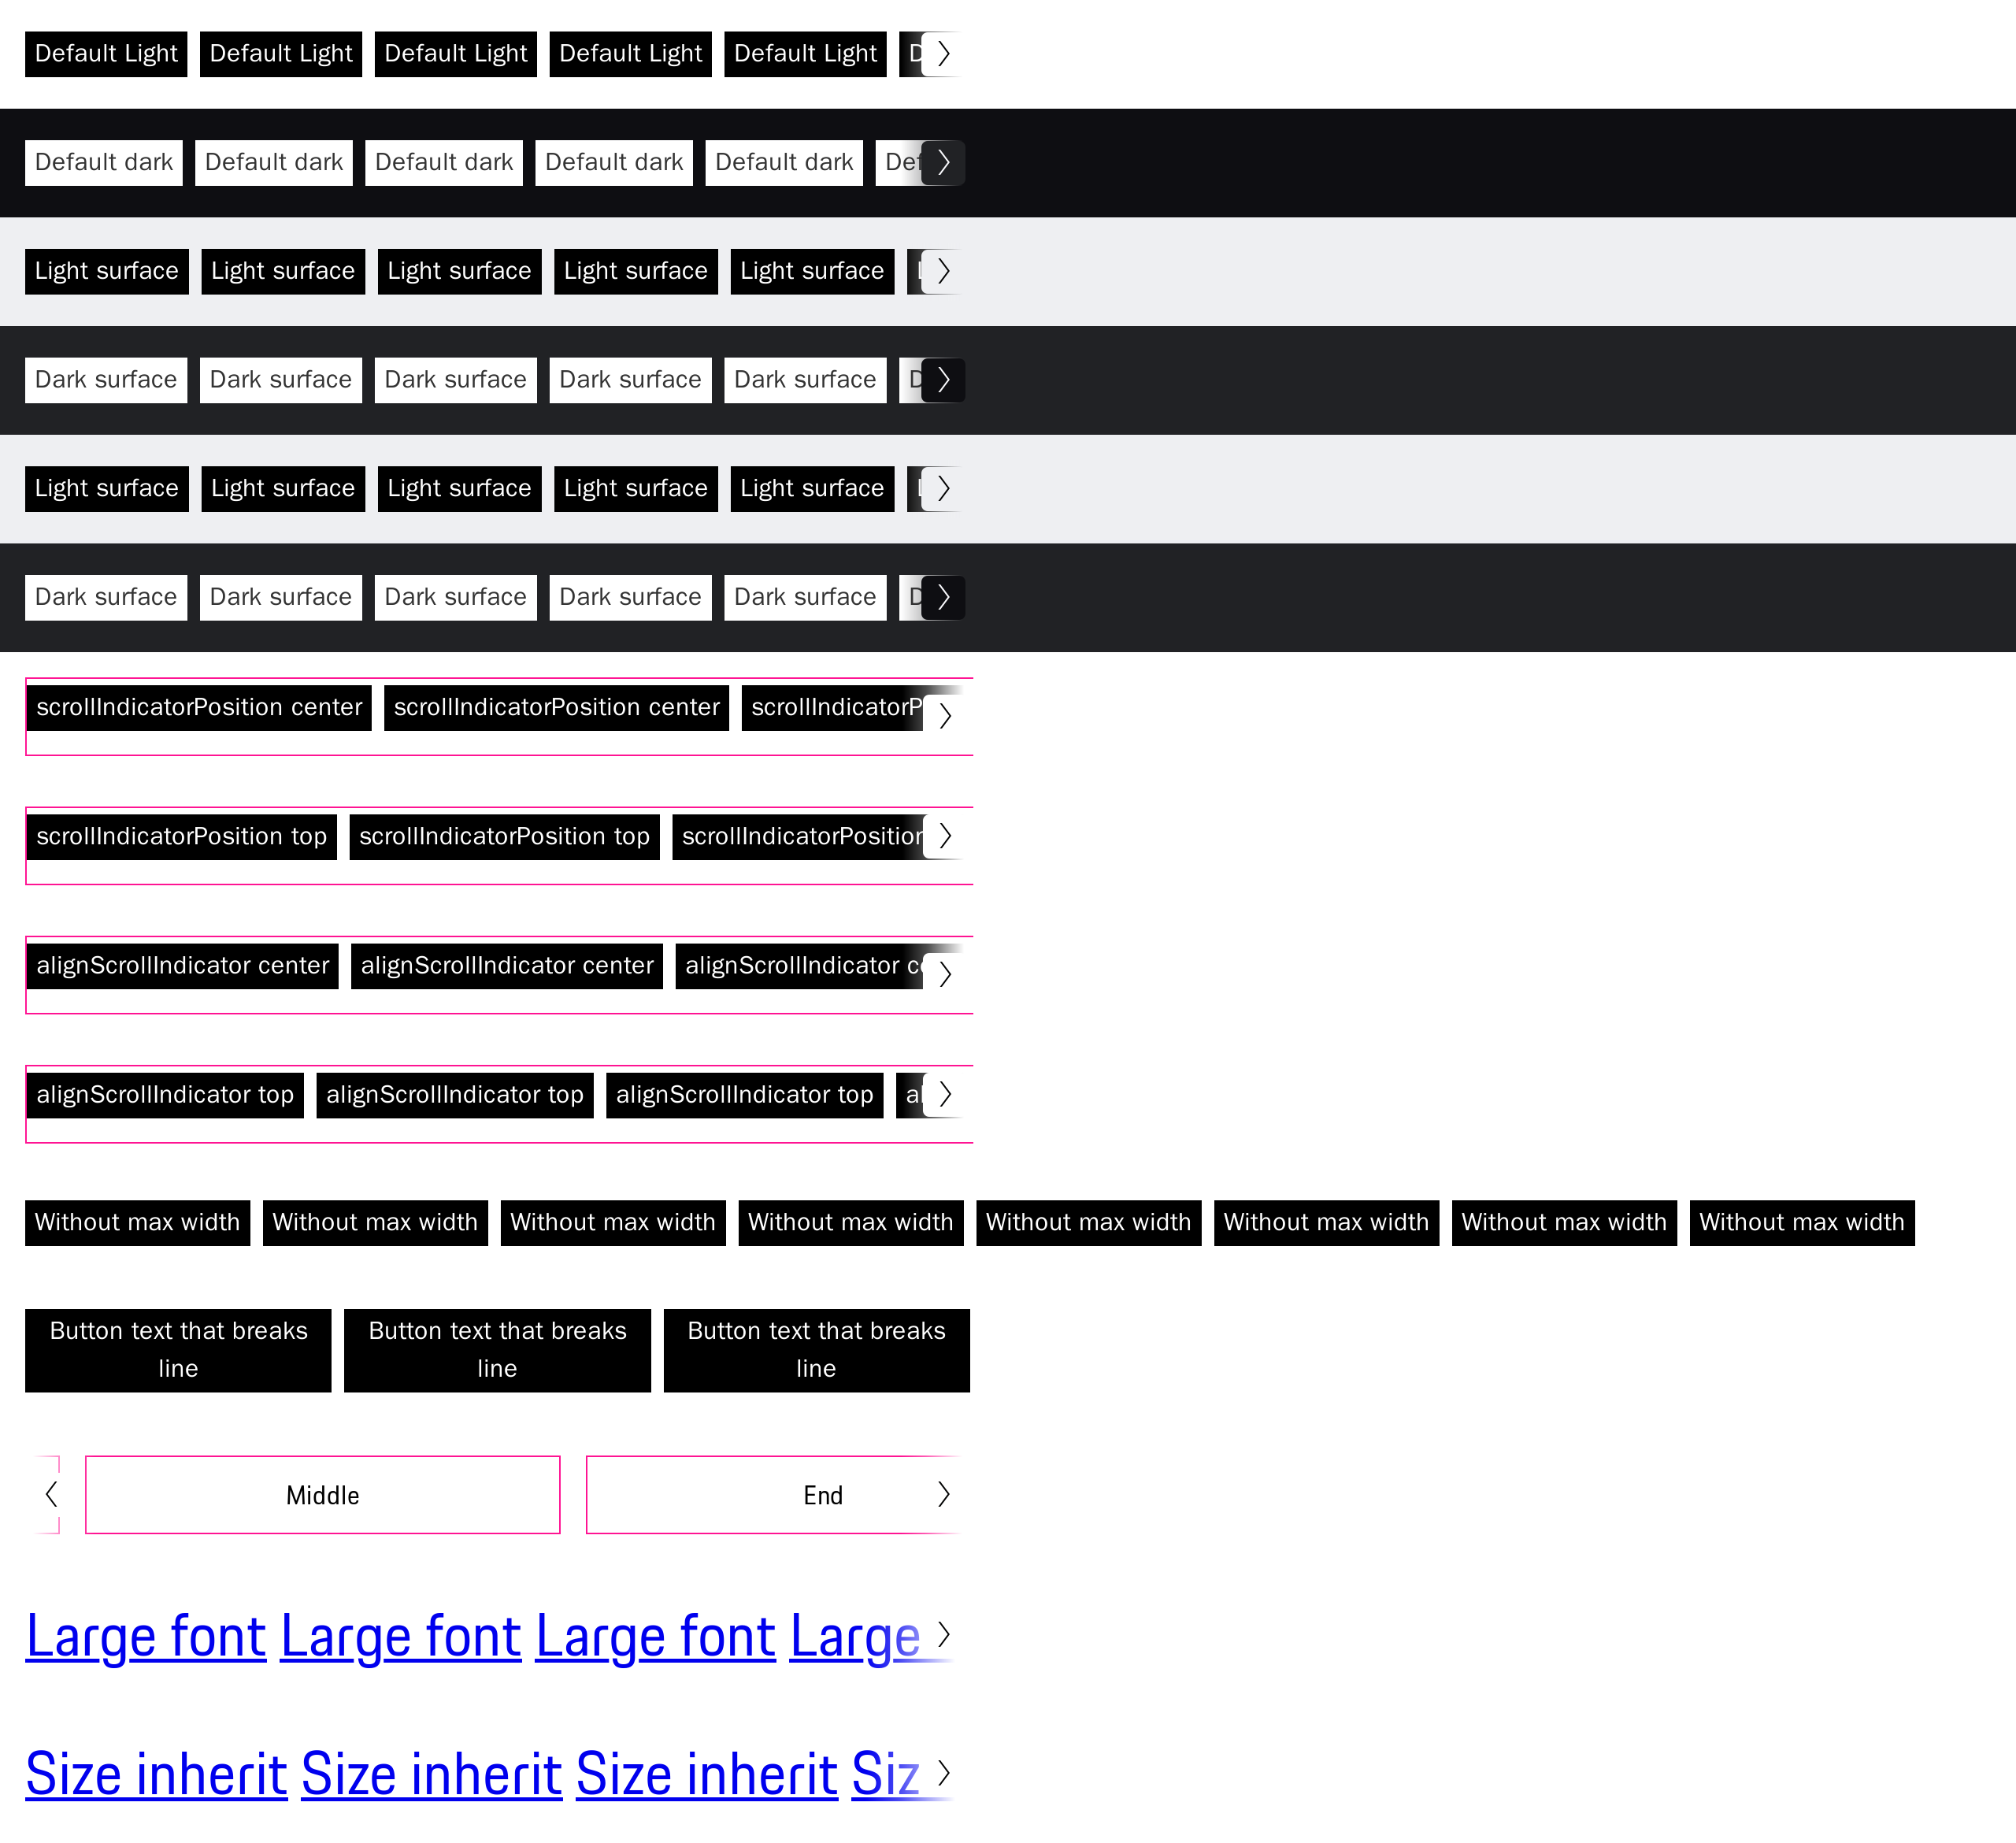 Default Light Default Light Default Light Default Light Default Light D
Default dark Default dark Default dark Default dark Default dark Def
Light surface Light surface Light surface Light surface Light surface
Dark surface Dark surface Dark surface Dark surface Dark surface D
Light surface Light surface Light surface Light surface Light surface
Dark surface Dark surface Dark surface Dark surface Dark surface D
scrollIndicatorPosition center scrollIndicatorPosition center scrollIndicatorP
scrollIndicatorPosition top scrollIndicatorPosition top scrollIndicatorPosition
alignScrollIndicator center alignScrollIndicator center alignScrollIndicator c
alignScrollIndicator top alignScrollIndicator top alignScrollIndicator top a
Without max width Without max width Without max width Without max width Without max width Without max width Without max width Without max width
Button text that breaks line Button text that breaks line Button text that breaks line
Middle End
Large font Large font Large font Large
Size inherit Size inherit Size inherit Siz